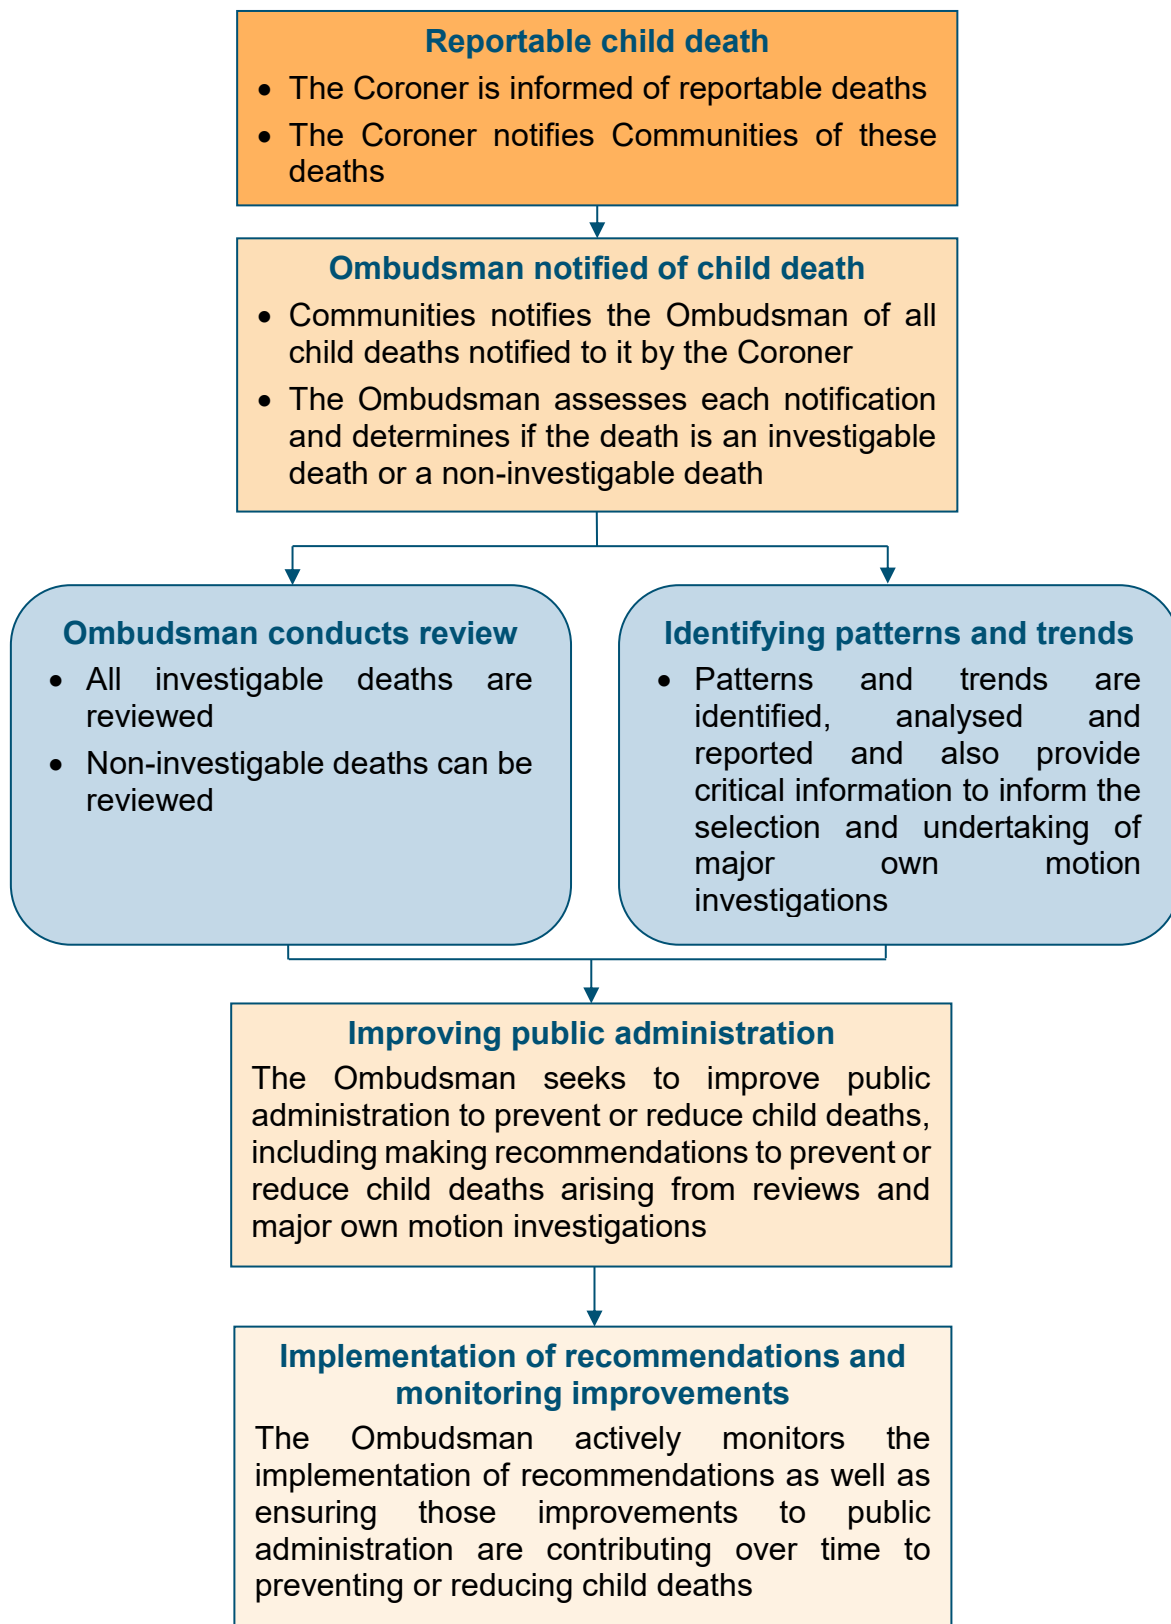 Reportable child death
• The Coroner is informed of reportable deaths
• The Coroner notifies Communities of these
deaths
Ombudsman notified of child death
• Communities notifies the Ombudsman of all
child deaths notified to it by the Coroner
• The Ombudsman assesses each notification
and determines if the death is an investigable
death or a non-investigable death
Ombudsman conducts review
• All investigable deaths are
reviewed
• Non-investigable deaths can be
reviewed
Identifying patterns and trends
• Patterns and trends are
identified, analysed and
reported and also provide
critical information to inform the
selection and undertaking of
major own motion
investigations
Improving public administration
The Ombudsman seeks to improve public
administration to prevent or reduce child deaths,
including making recommendations to prevent or
reduce child deaths arising from reviews and
major own motion investigations
Implementation of recommendations and
monitoring improvements
The Ombudsman actively monitors the
implementation of recommendations as well as
ensuring those improvements to public
administration are contributing over time to
preventing or reducing child deaths